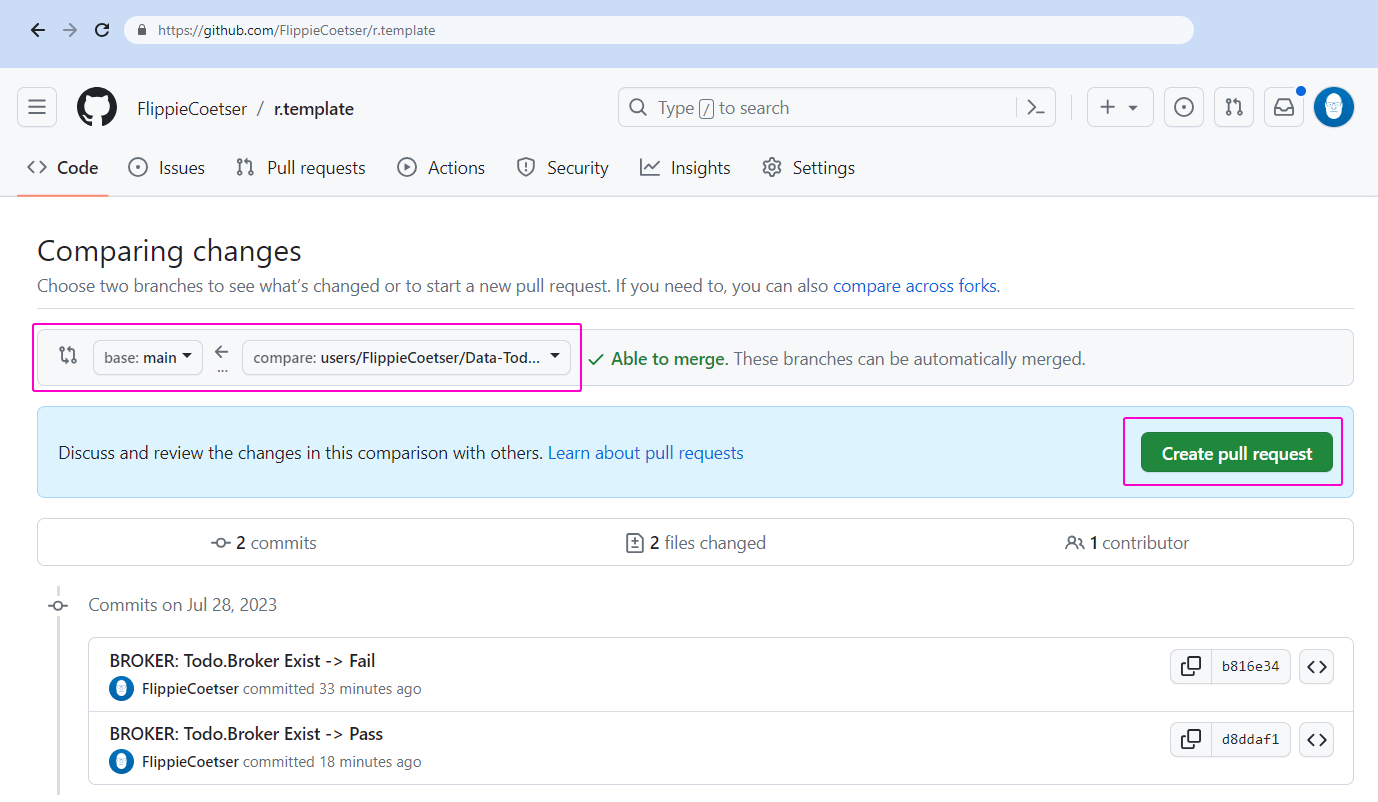 https://github.com/FlippieCoetser/r.template
FlippieCoetser / r.template
Type / to search
Code Issues Pull requests Actions Security Insights Settings
Comparing changes
Choose two branches to see what’s changed or to start a new pull request. If you need to, you can also compare across forks.
base: main ... compare: users/FlippieCoetser/Data-Tod... Able to merge. These branches can be automatically merged.
Discuss and review the changes in this comparison with others. Learn about pull requests Create pull request
2 commits 2 files changed 1 contributor
Commits on Jul 28, 2023
BROKER: Todo.Broker Exist -> Fail
FlippieCoetser committed 33 minutes ago b816e34
BROKER: Todo.Broker Exist -> Pass
FlippieCoetser committed 18 minutes ago d8ddaf1